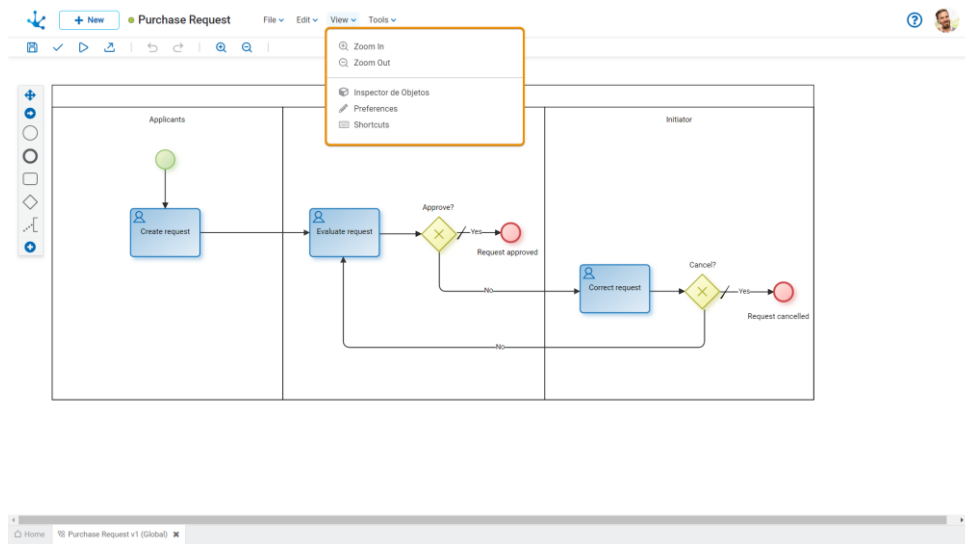 + New
Purchase Request
File
Edit
View
Tools
Zoom In
Zoom Out
Inspector de Objetos
Preferences
Shortcuts
Applicants
Initiator
Create request
Evaluate request
Approve?
Yes
Request approved
No
Correct request
Cancel?
Yes
Request cancelled
No
Home
Purchase Request v1 (Global)